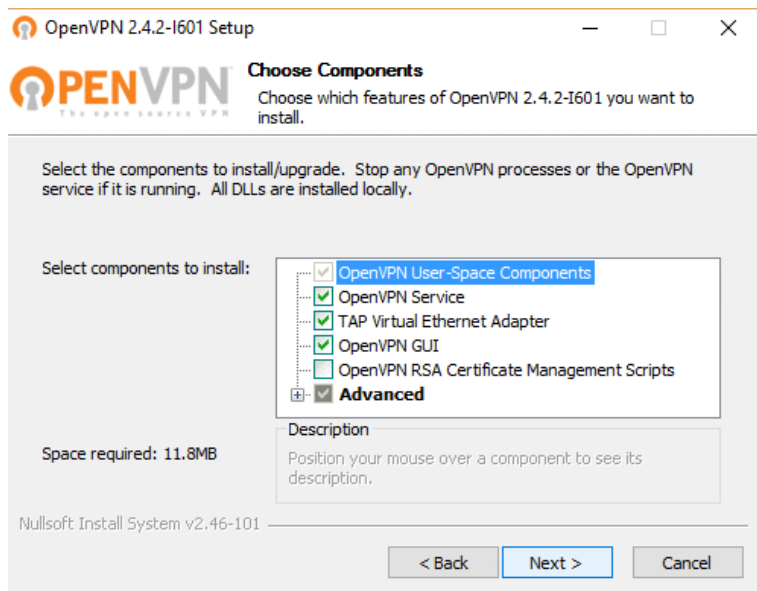 OpenVPN 2.4.2-I601 Setup
OPENVPN
The open source VPN
Choose Components
Choose which features of OpenVPN 2.4.2-I601 you want to
install.
Select the components to install/upgrade. Stop any OpenVPN processes or the OpenVPN
service if it is running. All DLLs are installed locally.
Select components to install:
OpenVPN User-Space Components
OpenVPN Service
TAP Virtual Ethernet Adapter
OpenVPN GUI
OpenVPN RSA Certificate Management Scripts
Advanced
Space required: 11.8MB
Description
Position your mouse over a component to see its
description.
Nullsoft Install System v2.46-101
< Back
Next >
Cancel